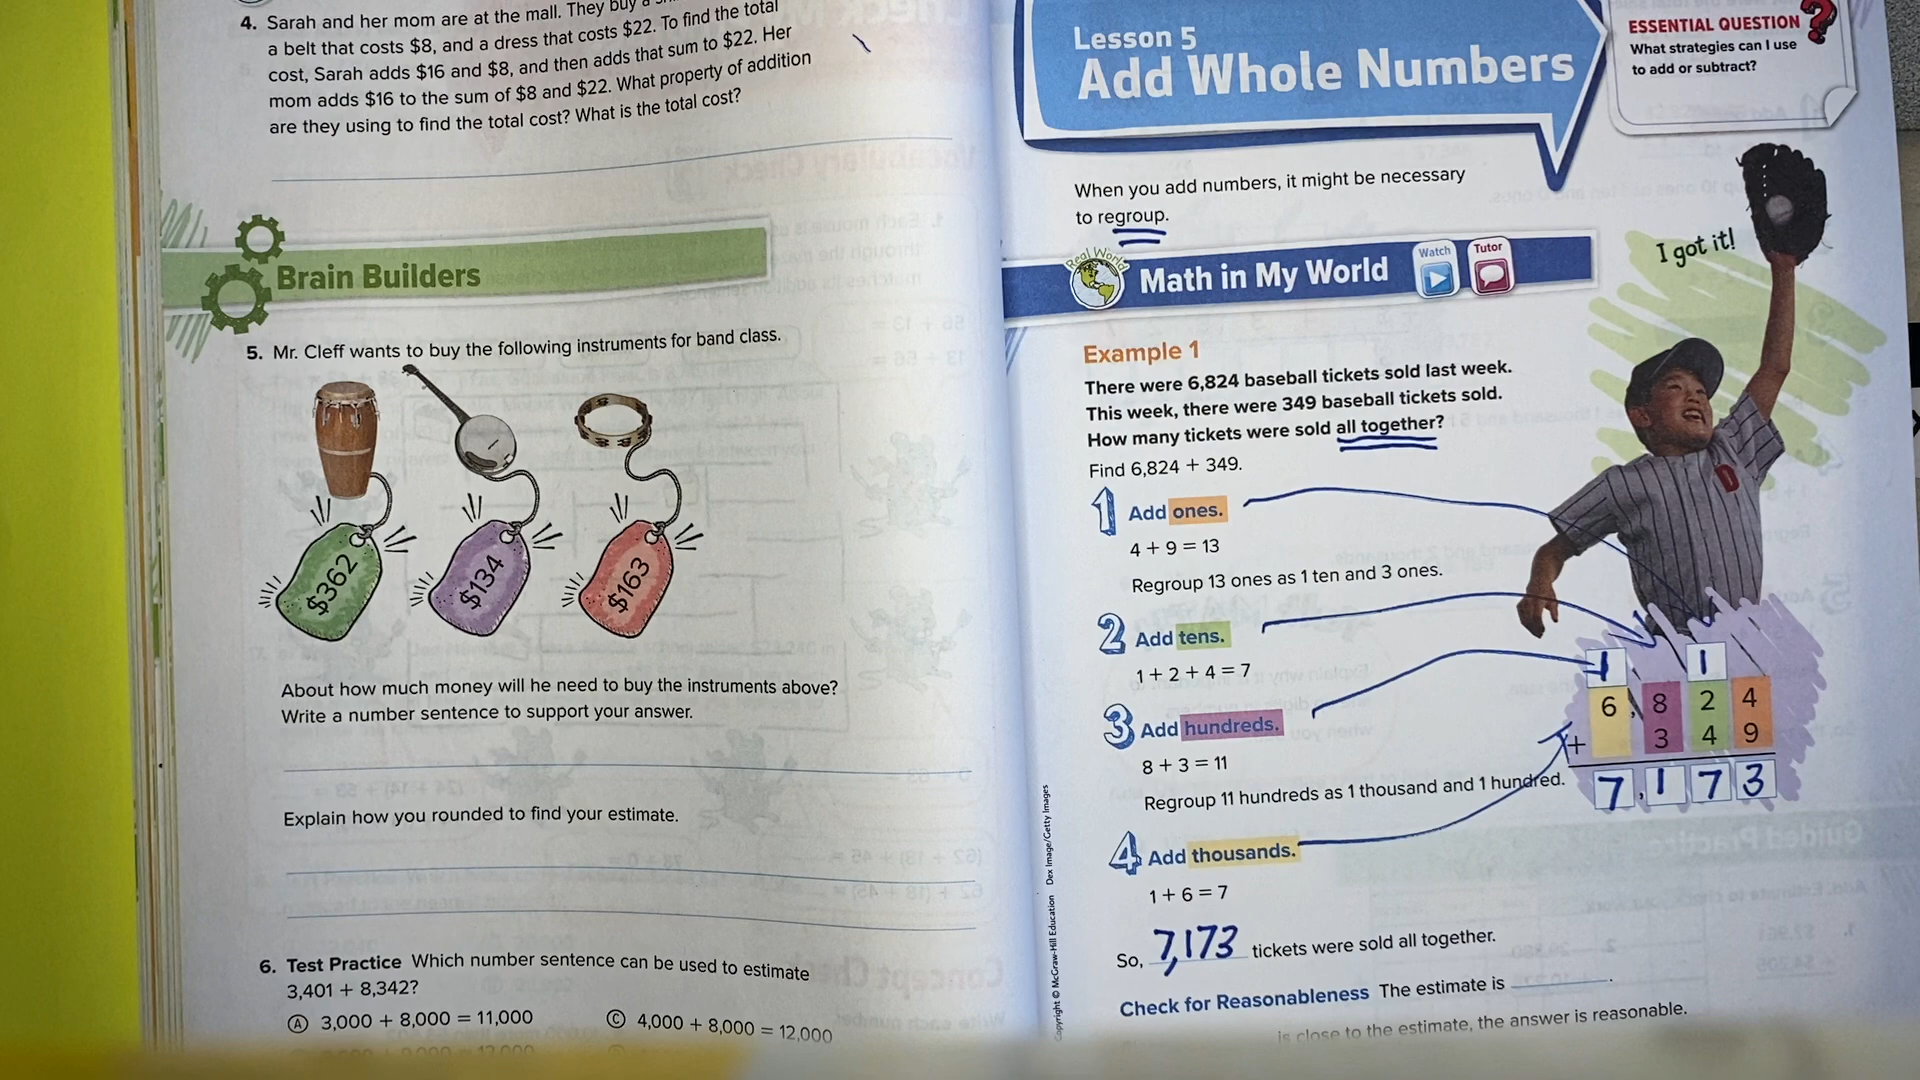 4. Sarah and her mom are at the mall. They buy a
a belt that costs $8, and a dress that costs $22. To find the total
cost, Sarah adds $16 and $8, and then adds that sum to $22. Her
mom adds $16 to the sum of $8 and $22. What property of addition
are they using to find the total cost? What is the total cost?
Brain Builders
5. Mr. Cleff wants to buy the following instruments for band class.
$362
$134
$163
About how much money will he need to buy the instruments above?
Write a number sentence to support your answer.
Explain how you rounded to find your estimate.
6. Test Practice Which number sentence can be used to estimate
3,401 + 8,342?
A 3,000 + 8,000 = 11,000
C 4,000 + 8,000 = 12,000
Lesson 5
Add Whole Numbers
ESSENTIAL QUESTION
What strategies can I use
to add or subtract?
When you add numbers, it might be necessary
to regroup.
Real World
Math in My World
Watch
Tutor
I got it!
Example 1
There were 6,824 baseball tickets sold last week.
This week, there were 349 baseball tickets sold.
How many tickets were sold all together?
Find 6,824 + 349.
1 Add ones.
4 + 9 = 13
Regroup 13 ones as 1 ten and 3 ones.
2 Add tens.
1 + 2 + 4 = 7
3 Add hundreds.
8 + 3 = 11
Regroup 11 hundreds as 1 thousand and 1 hundred.
4 Add thousands.
1 + 6 = 7
1 1
6,824
+ 349
7,173
So, 7,173 tickets were sold all together.
Check for Reasonableness The estimate is ______.
is close to the estimate, the answer is reasonable.
Copyright © McGraw-Hill Education Dex Image/Getty Images